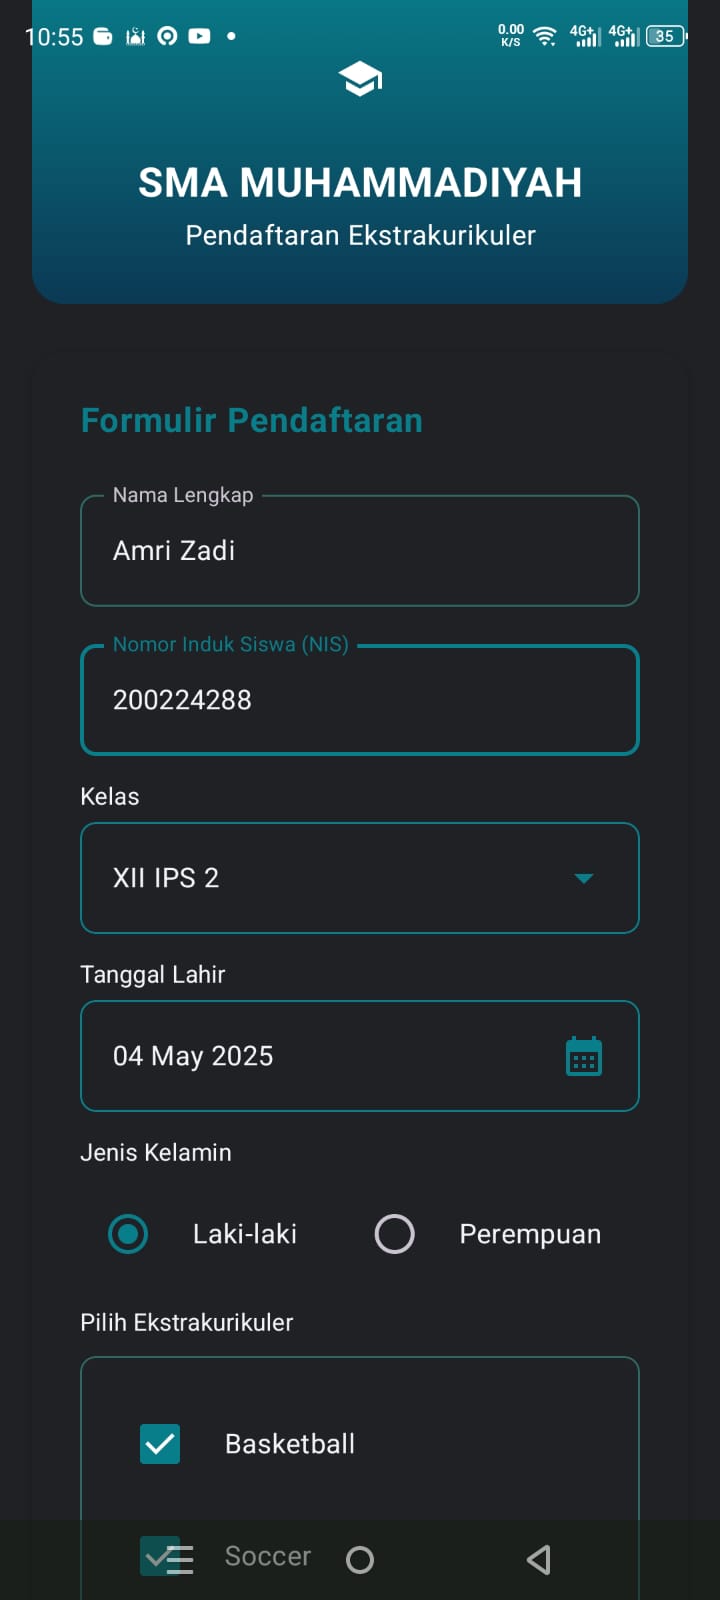 10:55
0.00
K/S
4G+
4G+
35
SMA MUHAMMADIYAH
Pendaftaran Ekstrakurikuler
Formulir Pendaftaran
Nama Lengkap
Amri Zadi
Nomor Induk Siswa (NIS)
200224288
Kelas
XII IPS 2
Tanggal Lahir
04 May 2025
Jenis Kelamin
Laki-laki
Perempuan
Pilih Ekstrakurikuler
Basketball
Soccer